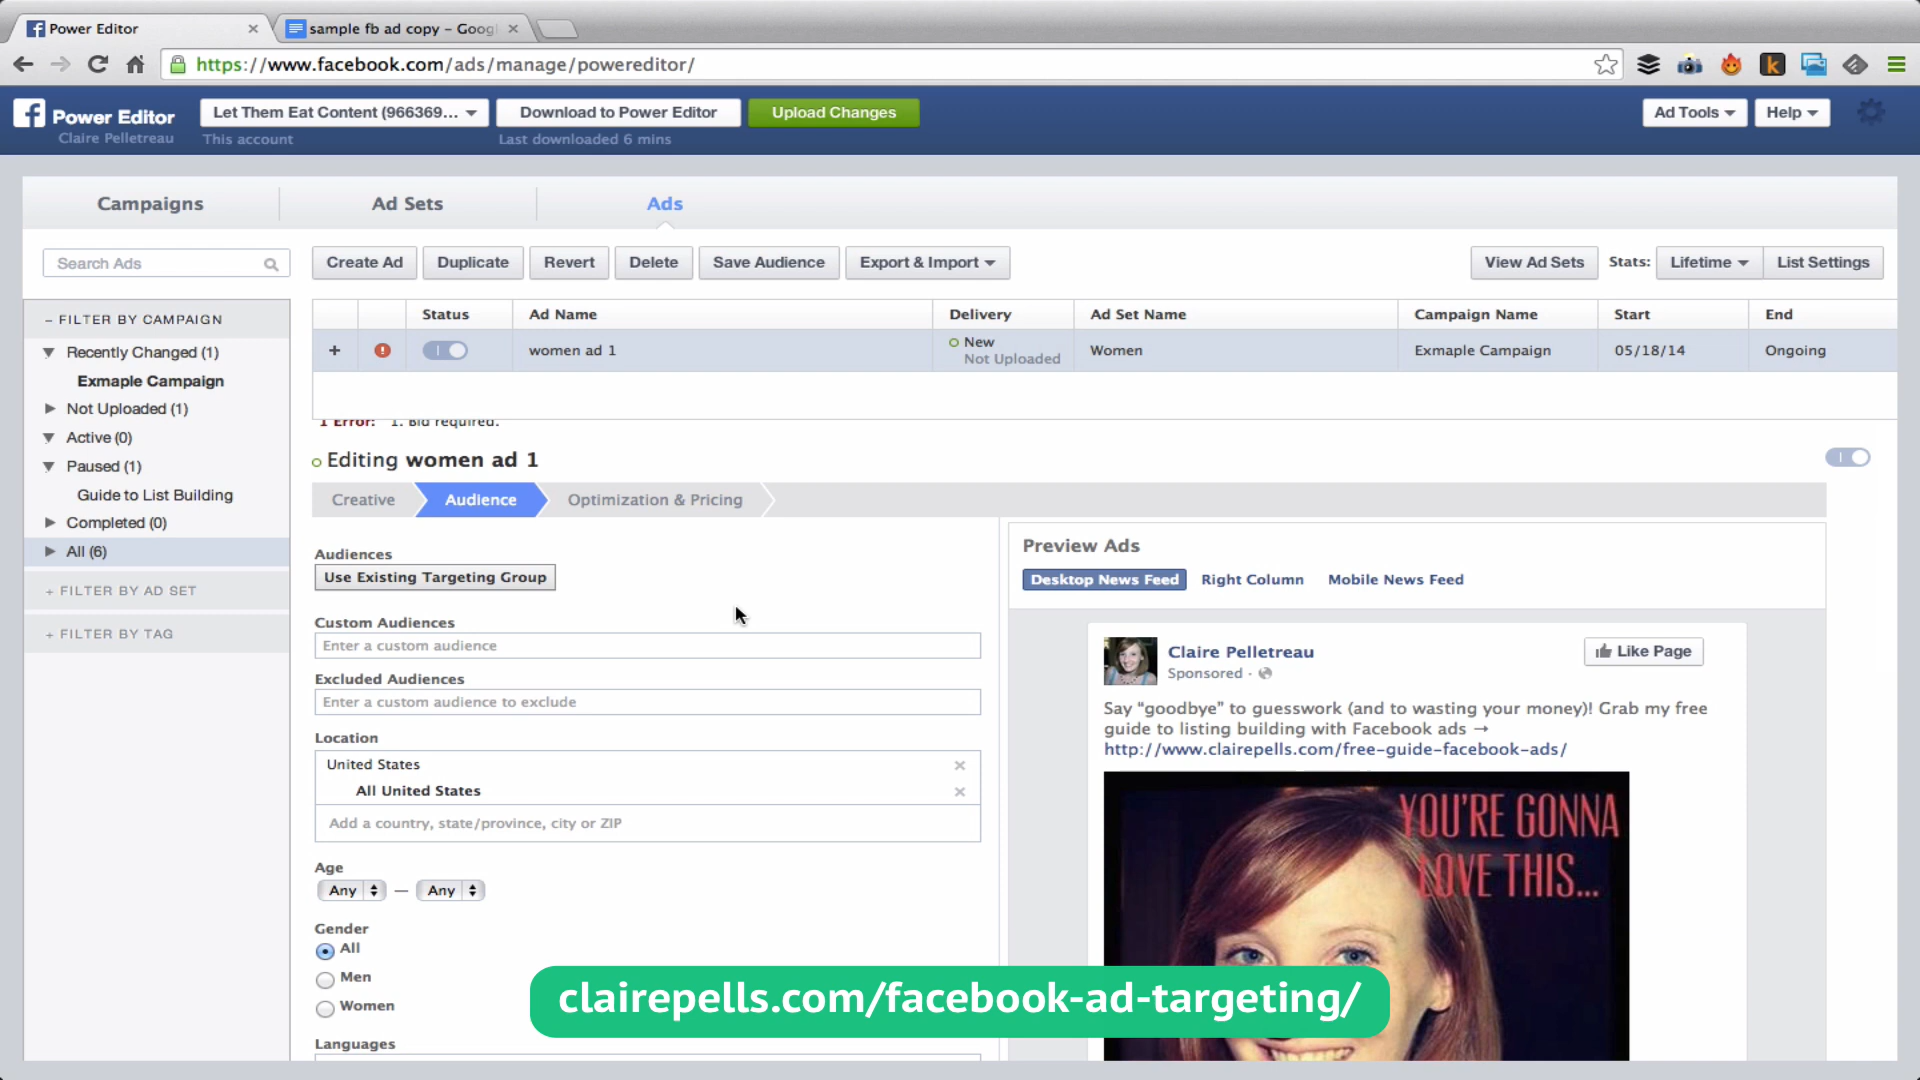 Power Editor
sample fb ad copy – Goog
https://www.facebook.com/ads/manage/powereditor/
Power Editor
Claire Pelletreau
Let Them Eat Content (966369...
This account
Download to Power Editor
Last downloaded 6 mins
Upload Changes
Ad Tools
Help
Campaigns
Ad Sets
Ads
Search Ads
Create Ad
Duplicate
Revert
Delete
Save Audience
Export & Import
View Ad Sets
Stats:
Lifetime
List Settings
– FILTER BY CAMPAIGN
Recently Changed (1)
Exmaple Campaign
Not Uploaded (1)
Active (0)
Paused (1)
Guide to List Building
Completed (0)
All (6)
+ FILTER BY AD SET
+ FILTER BY TAG
Status
Ad Name
Delivery
Ad Set Name
Campaign Name
Start
End
+
women ad 1
New
Not Uploaded
Women
Exmaple Campaign
05/18/14
Ongoing
1 Error: 1. Bid required.
Editing women ad 1
Creative
Audience
Optimization & Pricing
Audiences
Use Existing Targeting Group
Custom Audiences
Enter a custom audience
Excluded Audiences
Enter a custom audience to exclude
Location
United States
All United States
Add a country, state/province, city or ZIP
Age
Any — Any
Gender
All
Men
Women
Languages
Preview Ads
Desktop News Feed
Right Column
Mobile News Feed
Claire Pelletreau
Sponsored ·
Like Page
Say “goodbye” to guesswork (and to wasting your money)! Grab my free
guide to listing building with Facebook ads →
http://www.clairepells.com/free-guide-facebook-ads/
YOU'RE GONNA
LOVE THIS...
clairepells.com/facebook-ad-targeting/